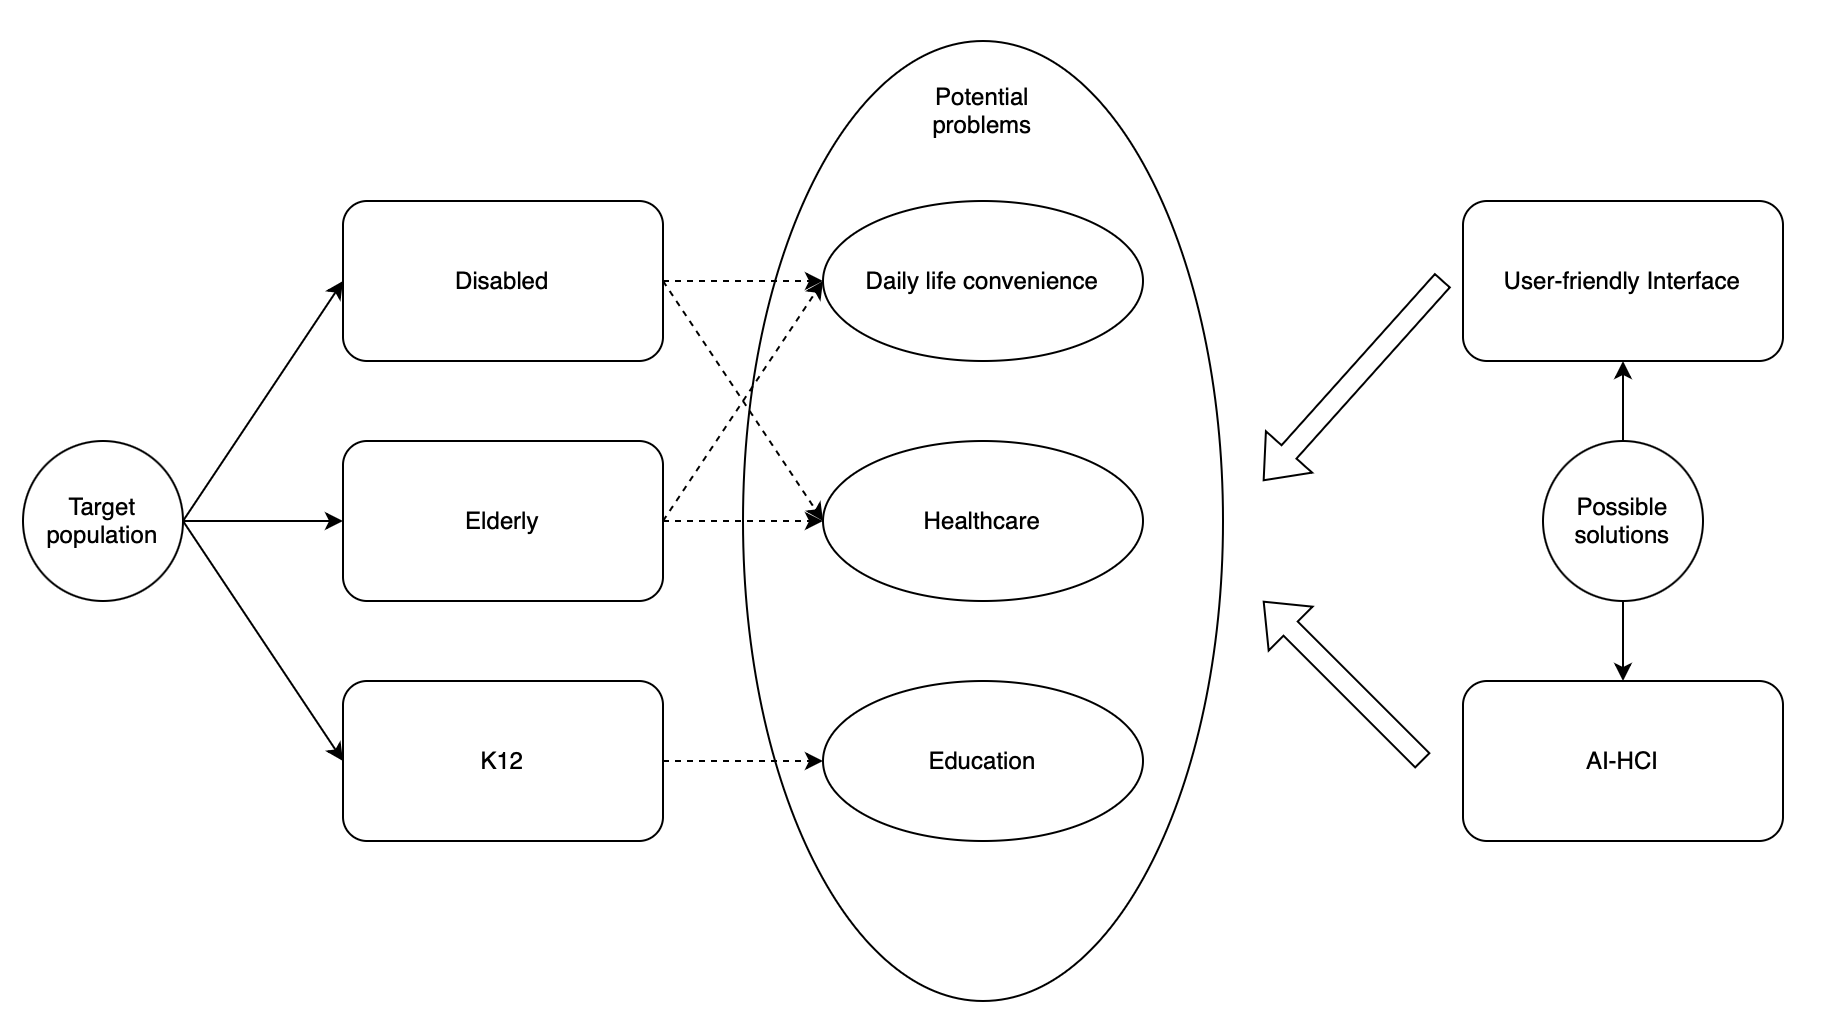 Potential
problems
Disabled
Daily life convenience
User-friendly Interface
Target
population
Elderly
Healthcare
Possible
solutions
K12
Education
AI-HCI